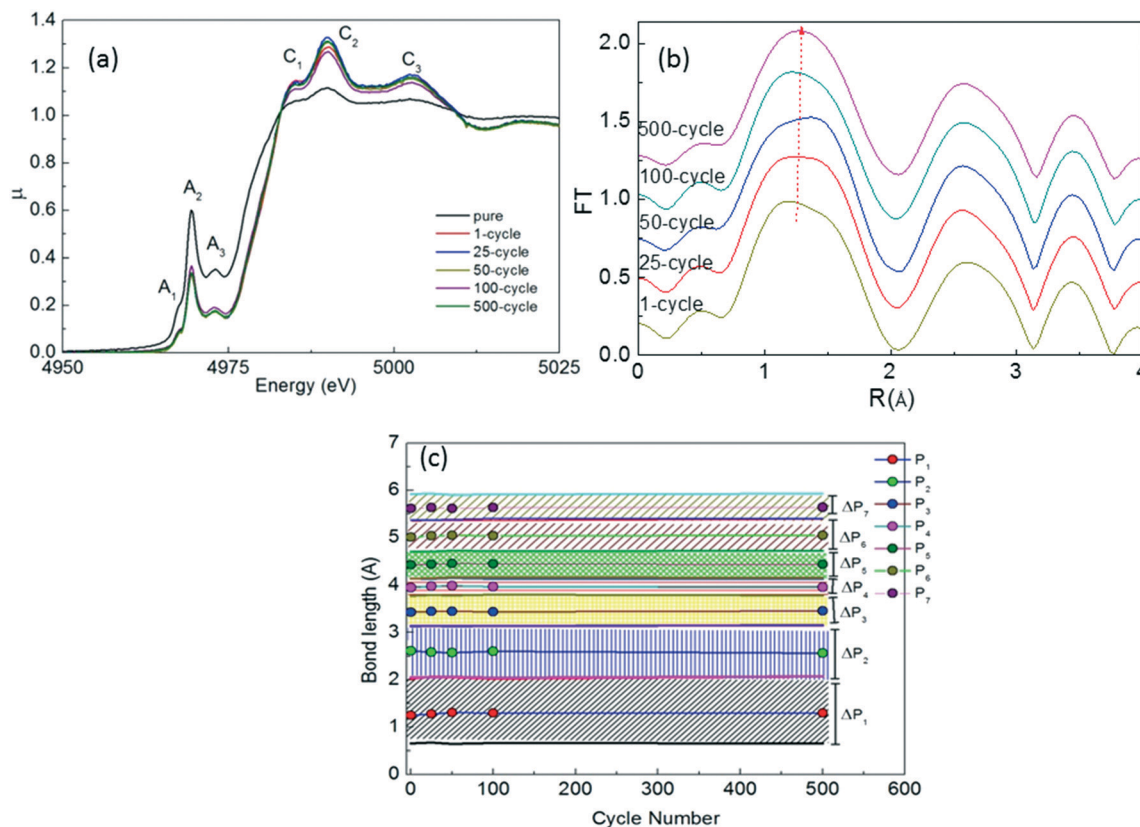 (a)
1.4
1.2
1.0
0.8
0.6
0.4
0.2
0.0
μ
A₁
A₂
A₃
C₁
C₂
C₃
pure
1-cycle
25-cycle
50-cycle
100-cycle
500-cycle
4950 4975 5000 5025
Energy (eV)
(b)
2.0
1.5
1.0
0.5
0.0
FT
500-cycle
100-cycle
50-cycle
25-cycle
1-cycle
0 1 2 3 4
R(Å)
(c)
7
6
5
4
3
2
1
0
Bond length (A)
ΔP₇
ΔP₆
ΔP₅
ΔP₄
ΔP₃
ΔP₂
ΔP₁
P₁
P₂
P₃
P₄
P₅
P₆
P₇
0 100 200 300 400 500 600
Cycle Number